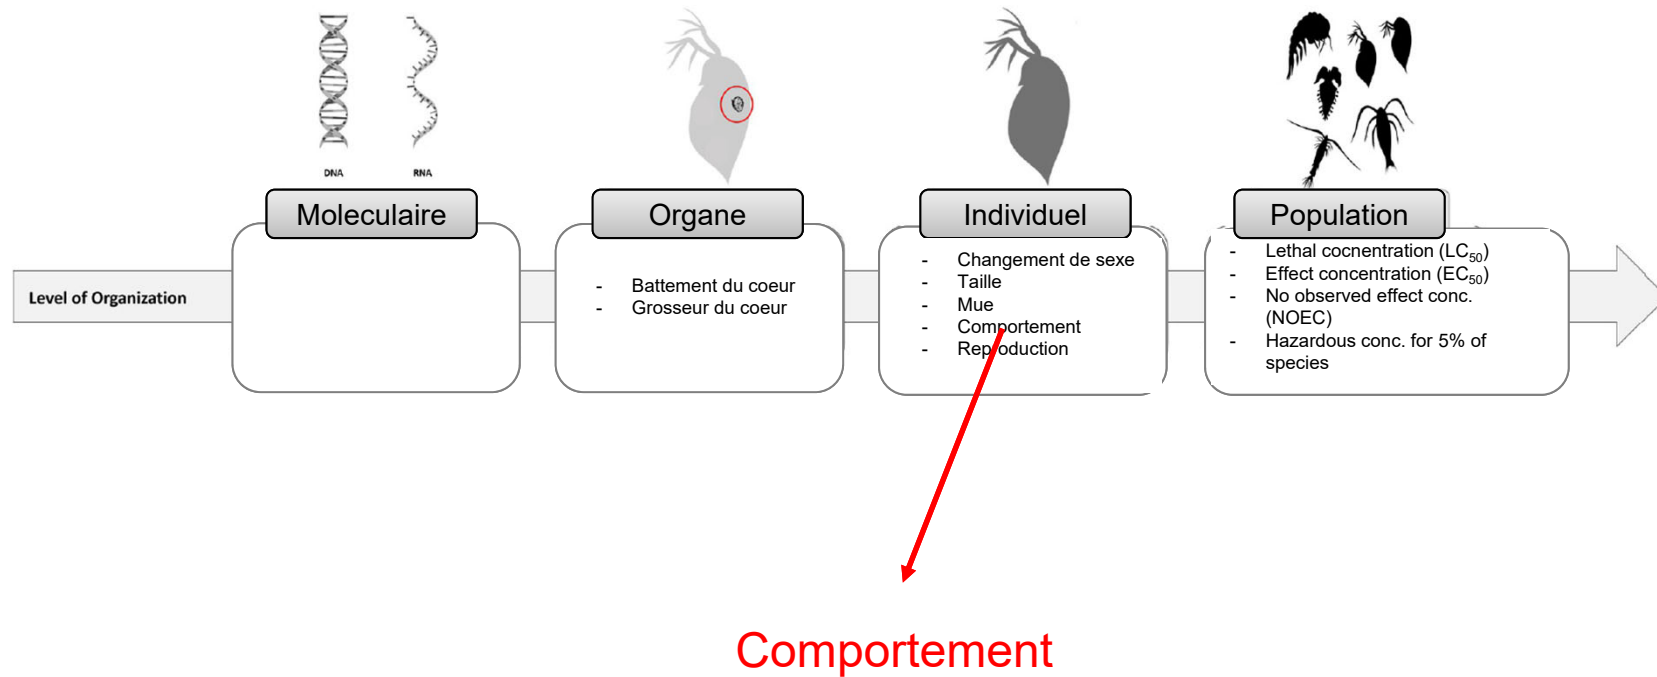 DNA
RNA
Moleculaire
Organe
Individuel
Population
Level of Organization
- Battement du coeur
- Grosseur du coeur
- Changement de sexe
- Taille
- Mue
- Comportement
- Reproduction
- Lethal cocnentration (LC50)
- Effect concentration (EC50)
- No observed effect conc.
(NOEC)
- Hazardous conc. for 5% of
species
Comportement